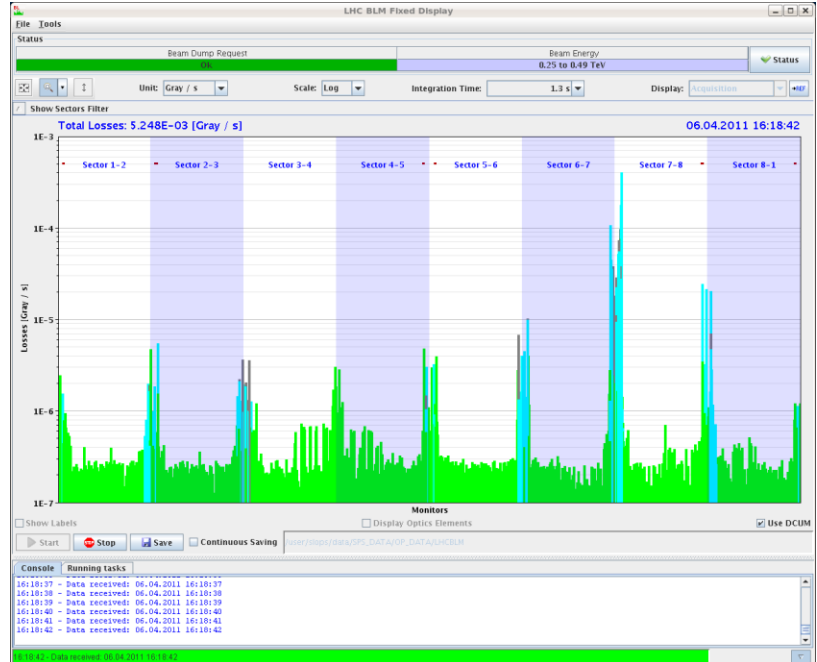 LHC BLM Fixed Display
File Tools
Status
Beam Dump Request
Beam Energy
Ok
0.25 to 0.49 TeV
Status
Unit: Gray / s
Scale: Log
Integration Time: 1.3 s
Display: Acquisition
Show Sectors Filter
Total Losses: 5.248E-03 [Gray / s]
06.04.2011 16:18:42
1E-3
Sector 1-2
Sector 2-3
Sector 3-4
Sector 4-5
Sector 5-6
Sector 6-7
Sector 7-8
Sector 8-1
1E-4
1E-5
1E-6
1E-7
Losses [Gray / s]
Monitors
Show Labels
Display Optics Elements
Use DCUM
Start
STOP Stop
Save
Continuous Saving
/user/slops/data/SPS_DATA/OP_DATA/LHCBLM
Console
Running tasks
16:18:37 - Data received: 06.04.2011 16:18:37
16:18:38 - Data received: 06.04.2011 16:18:38
16:18:39 - Data received: 06.04.2011 16:18:39
16:18:40 - Data received: 06.04.2011 16:18:40
16:18:41 - Data received: 06.04.2011 16:18:41
16:18:42 - Data received: 06.04.2011 16:18:42
16:18:42 - Data received: 06.04.2011 16:18:42